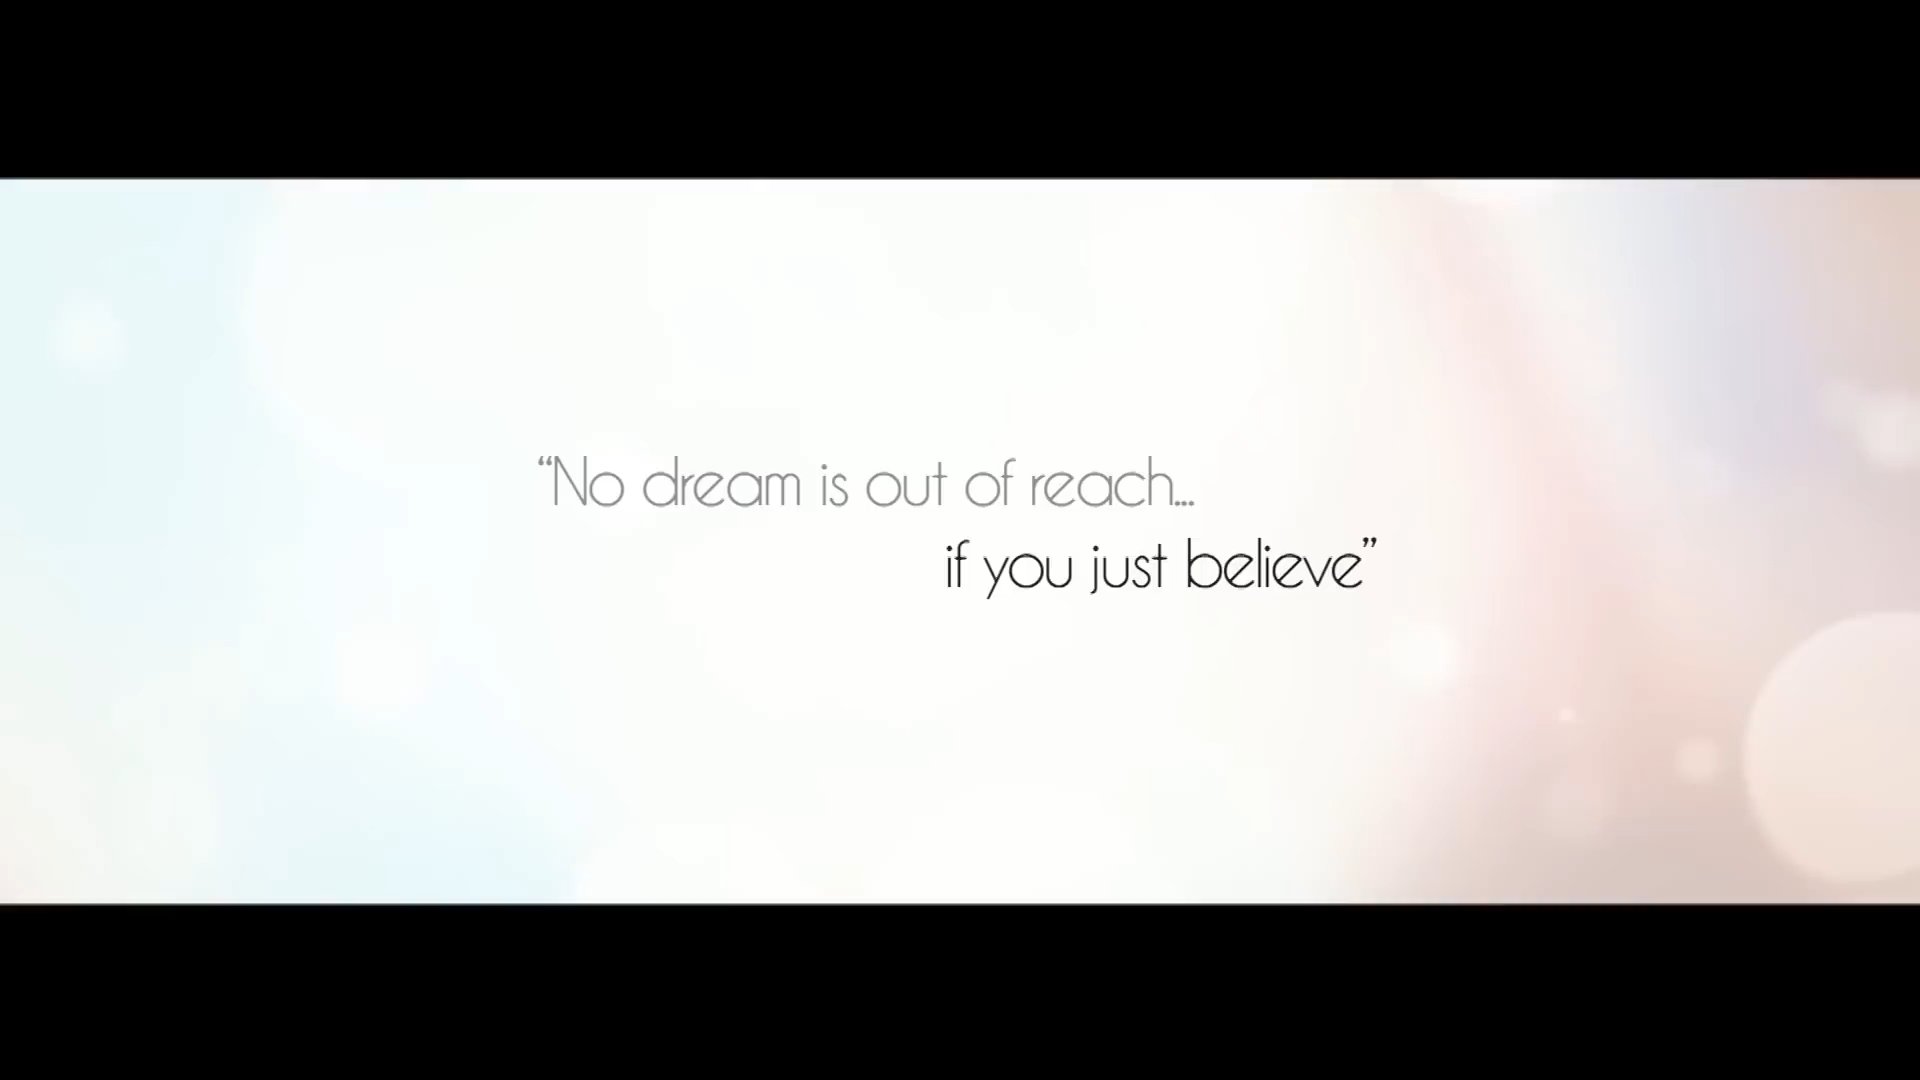 “No dream is out of reach...
if you just believe”